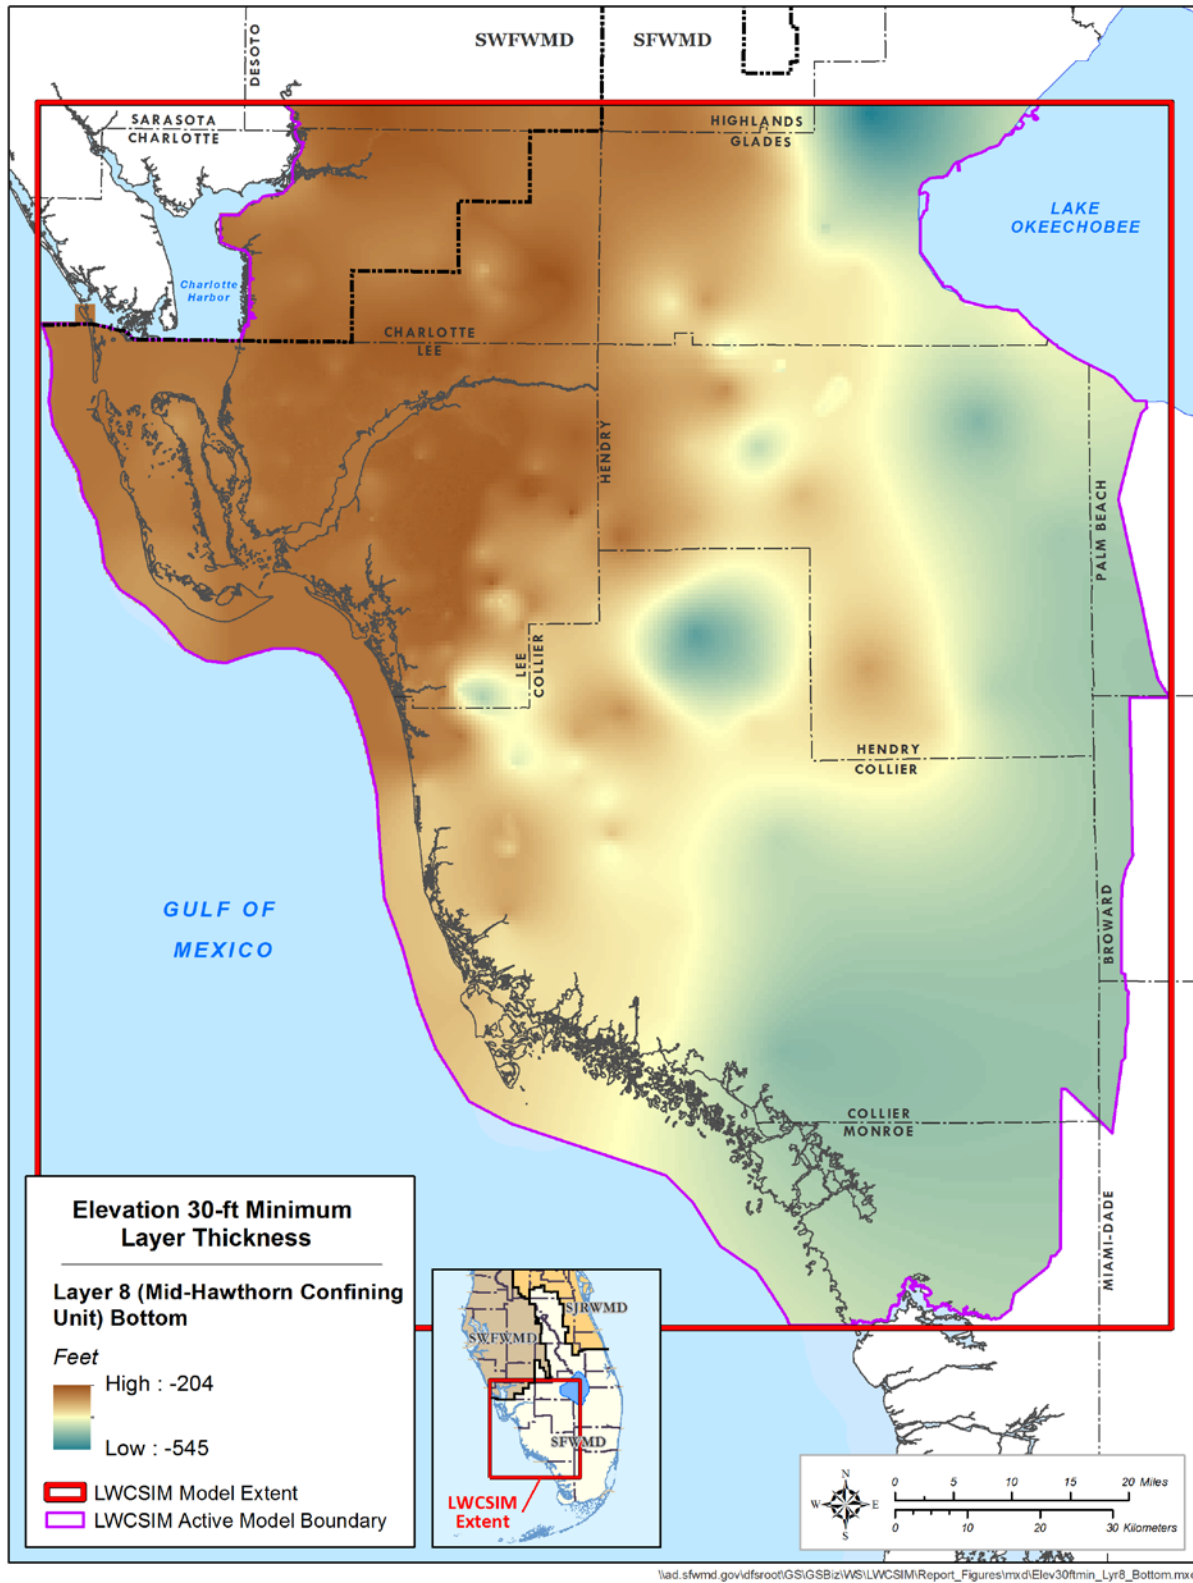 SWFWMD
SFWMD
DESOTO
SARASOTA
CHARLOTTE
HIGHLANDS
GLADES
LAKE
OKEECHOBEE
Charlotte
Harbor
CHARLOTTE
LEE
HENDRY
PALM BEACH
LEE
COLLIER
HENDRY
COLLIER
GULF OF
MEXICO
BROWARD
COLLIER
MONROE
MIAMI-DADE
Elevation 30-ft Minimum
Layer Thickness
Layer 8 (Mid-Hawthorn Confining
Unit) Bottom
Feet
High : -204
Low : -545
LWCSIM Model Extent
LWCSIM Active Model Boundary
SJRWMD
SWFWMD
SFWMD
LWCSIM
Extent
N
W E
S
0 5 10 15 20 Miles
0 10 20 30 Kilometers
\\ad.sfwmd.gov\dfsroot\GS\GSBiz\WS\LWCSIM\Report_Figures\mxd\Elev30ftmin_Lyr8_Bottom.mxd